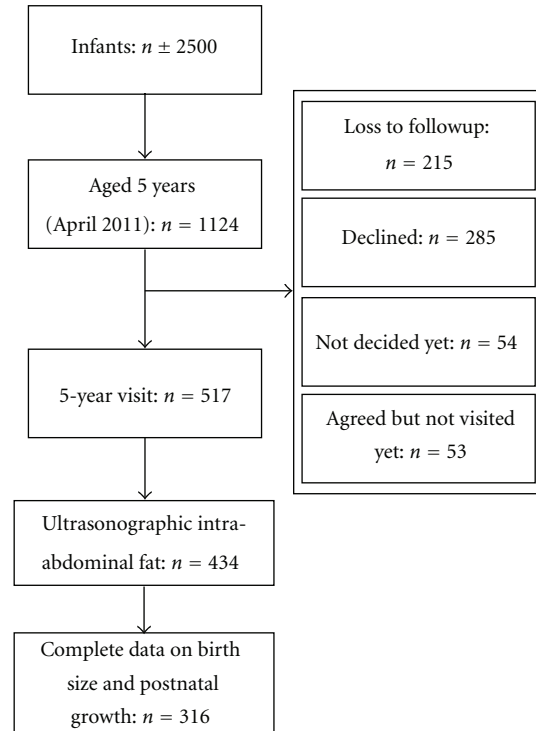 Infants: n ± 2500
Aged 5 years
(April 2011): n = 1124
Loss to followup:
n = 215
Declined: n = 285
Not decided yet: n = 54
Agreed but not visited
yet: n = 53
5-year visit: n = 517
Ultrasonographic intra-
abdominal fat: n = 434
Complete data on birth
size and postnatal
growth: n = 316